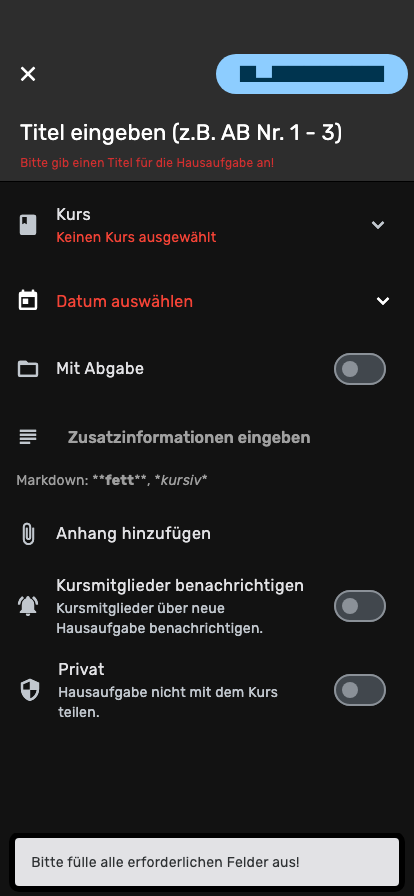 Titel eingeben (z.B. AB Nr. 1 - 3)
Bitte gib einen Titel für die Hausaufgabe an!
Kurs
Keinen Kurs ausgewählt
Datum auswählen
Mit Abgabe
Zusatzinformationen eingeben
Markdown: **fett**, *kursiv*
Anhang hinzufügen
Kursmitglieder benachrichtigen
Kursmitglieder über neue
Hausaufgabe benachrichtigen.
Privat
Hausaufgabe nicht mit dem Kurs
teilen.
Bitte fülle alle erforderlichen Felder aus!